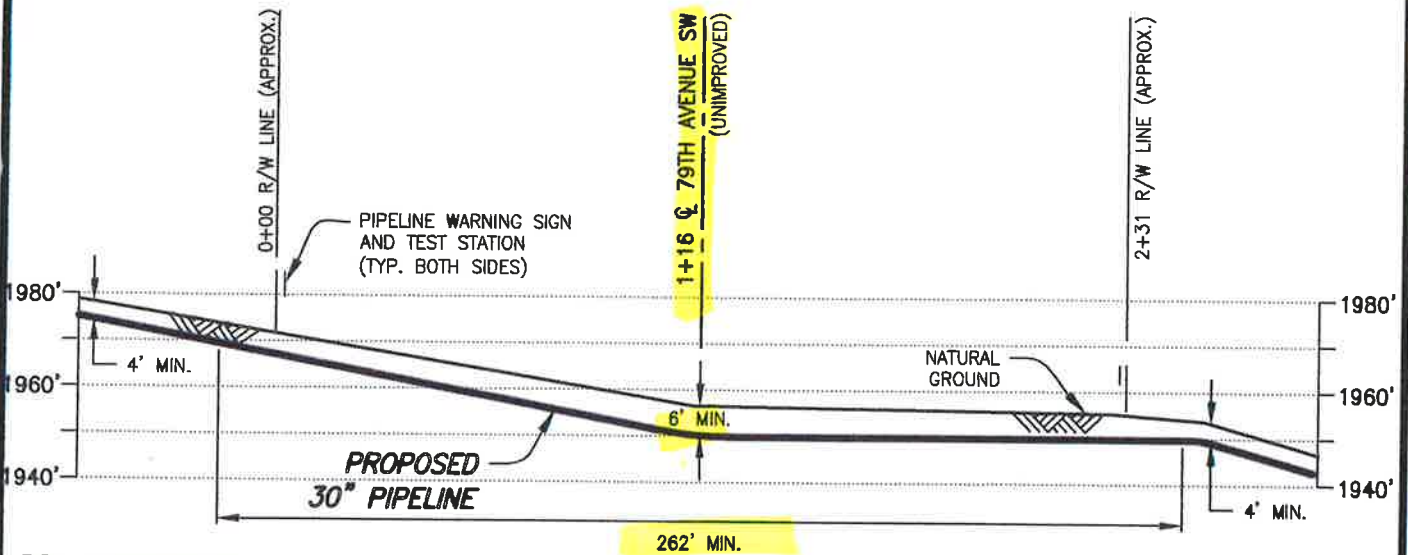 0+00 R/W LINE (APPROX.)
1+16 ℄ 79TH AVENUE SW
(UNIMPROVED)
2+31 R/W LINE (APPROX.)
PIPELINE WARNING SIGN
AND TEST STATION
(TYP. BOTH SIDES)
1980'
1980'
4' MIN.
NATURAL
GROUND
1960'
1960'
6' MIN.
PROPOSED
30" PIPELINE
1940'
1940'
4' MIN.
262' MIN.